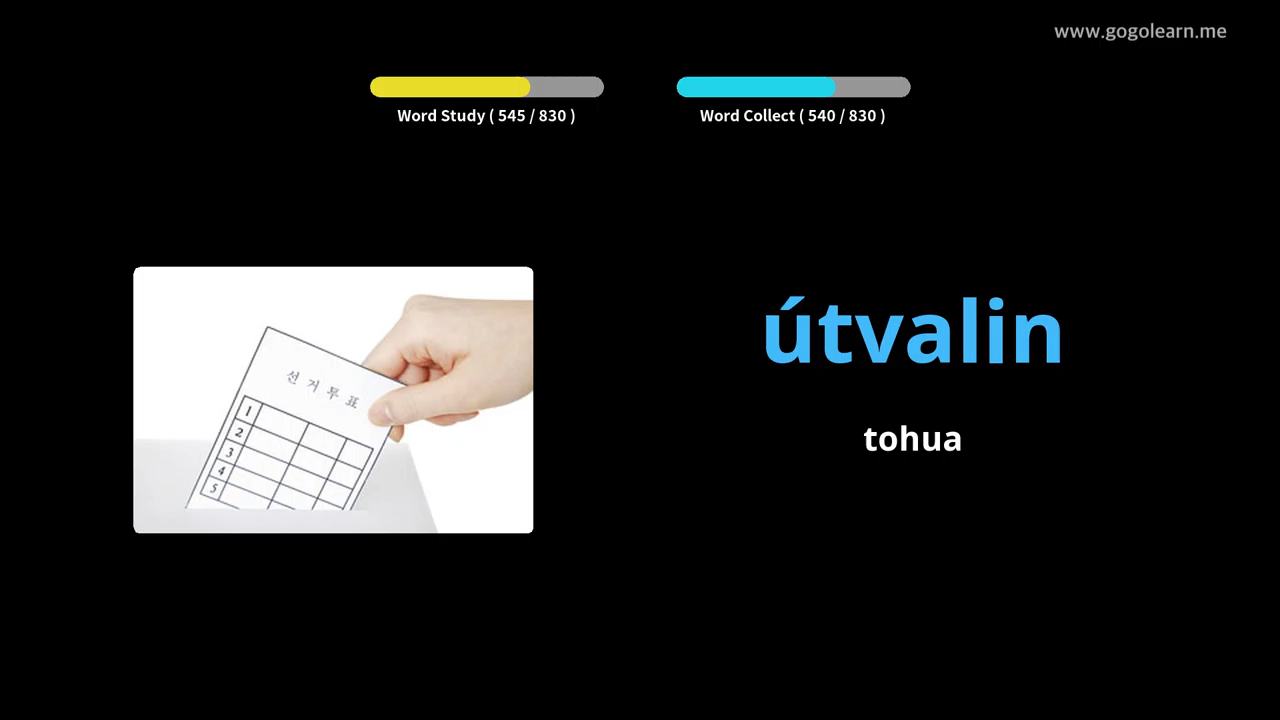 www.gogolearn.me
Word Study ( 545 / 830 )
Word Collect ( 540 / 830 )
선거투표
1
2
3
4
5
útvalin
tohua